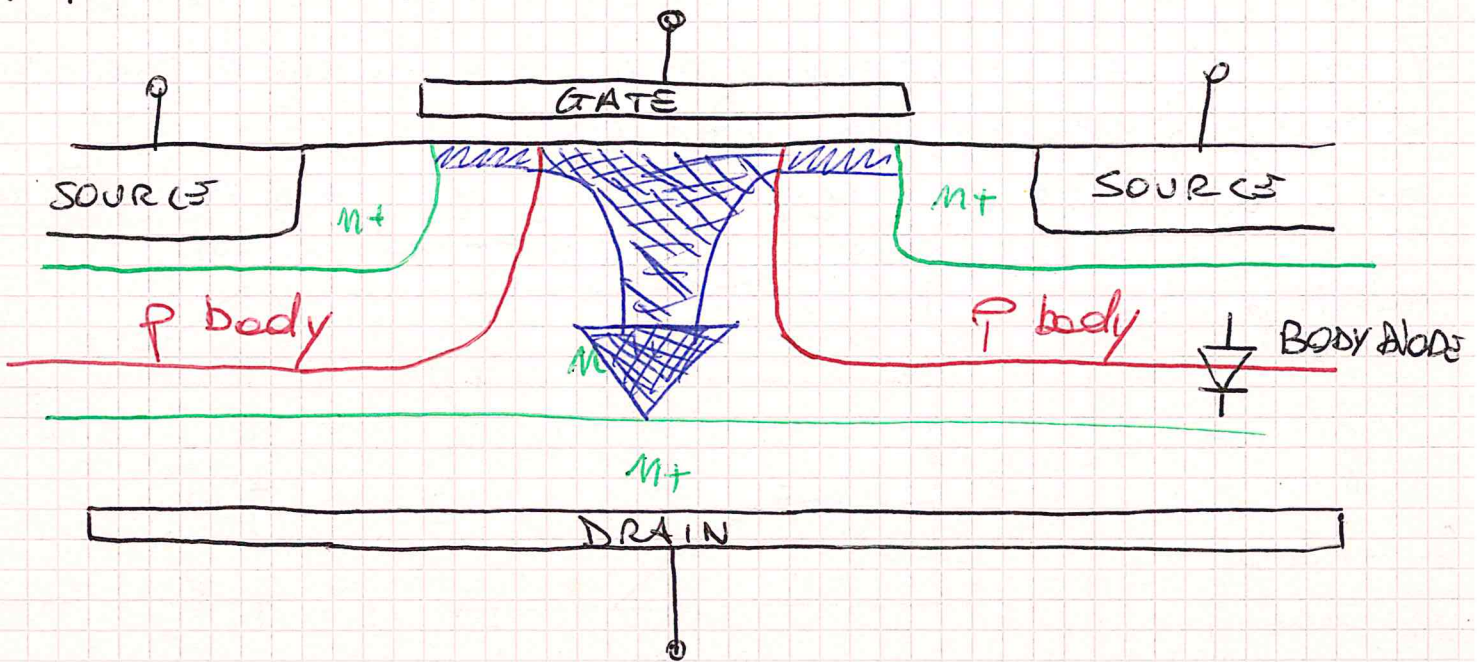 GATE
SOURCE
n+
n+
SOURCE
p body
p body
BODY DIODE
n
n+
DRAIN